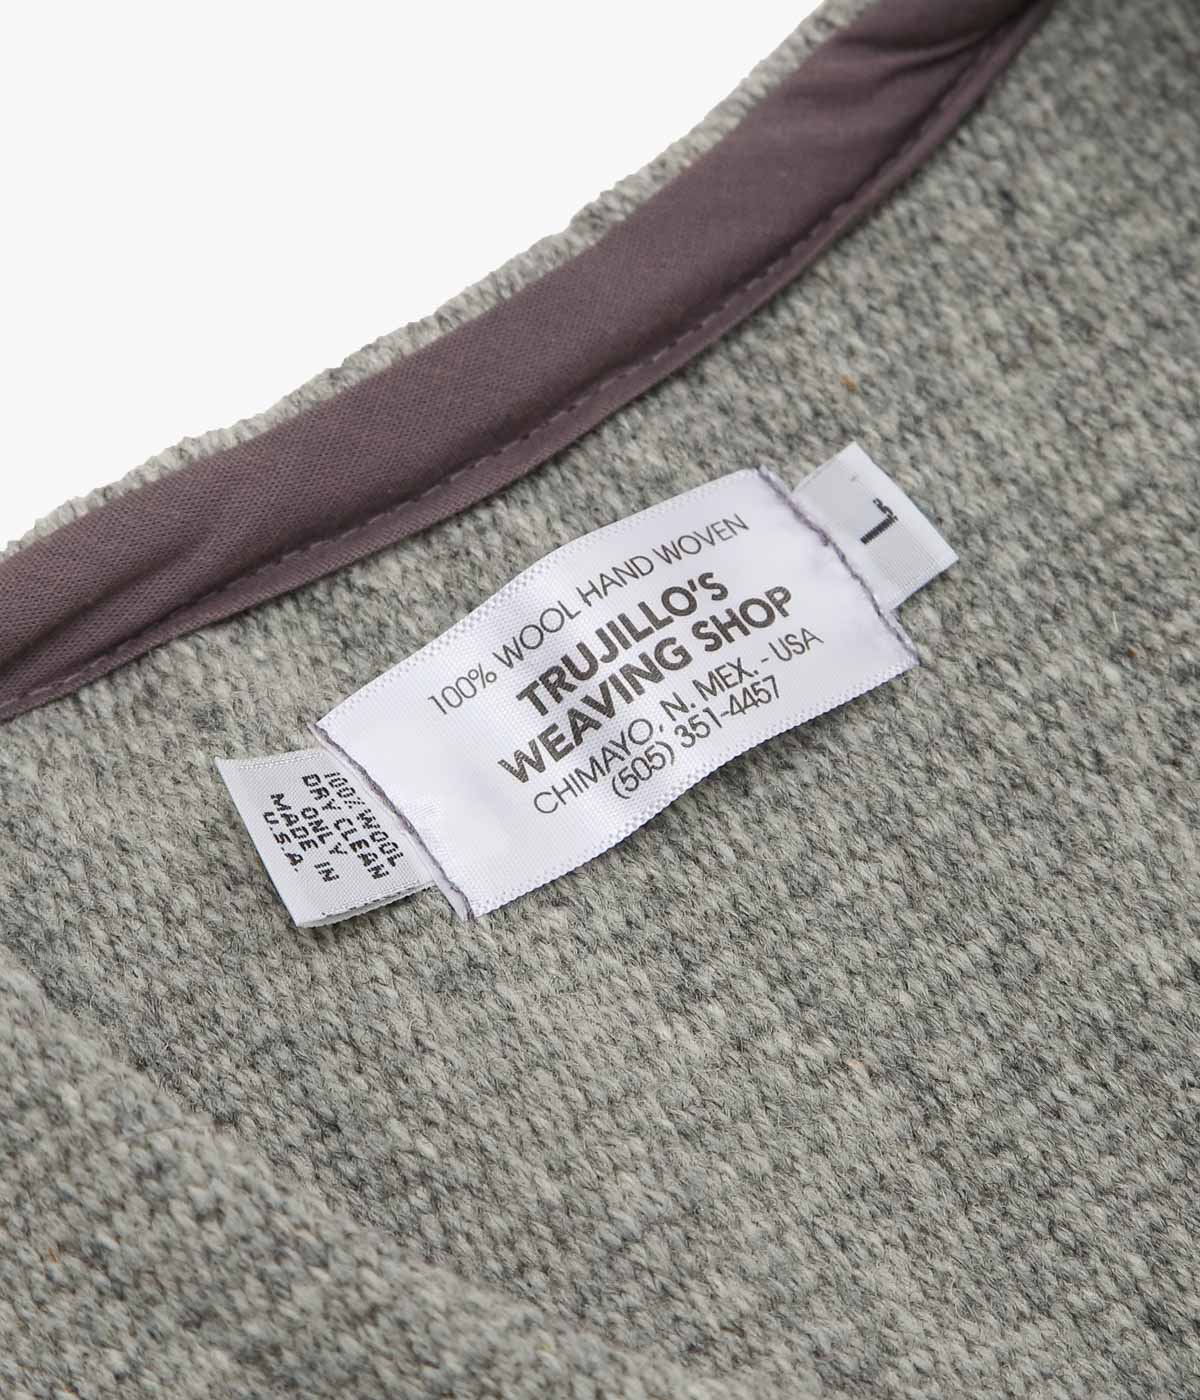 100% WOOL HAND WOVEN
TRUJILLO'S
WEAVING SHOP
CHIMAYO, N. MEX. - USA
(505) 351-4457
L
100% WOOL
DRY CLEAN
ONLY
MADE IN
U.S.A.